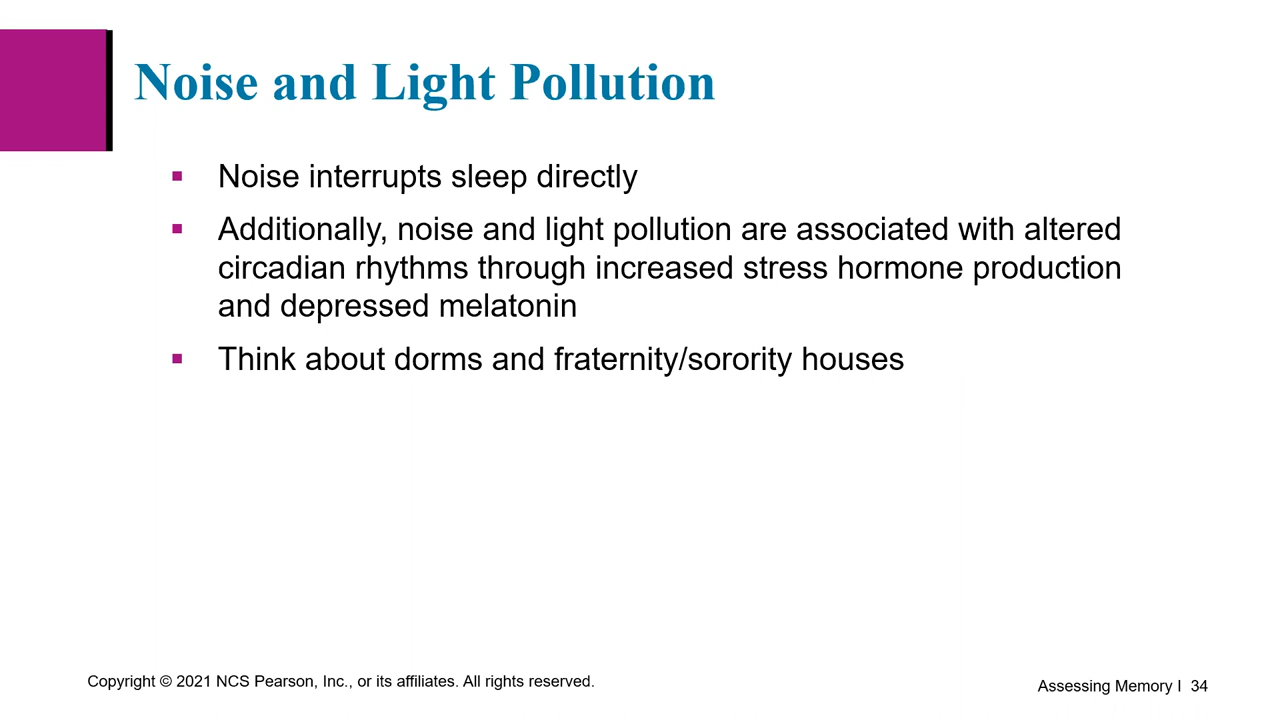 Noise and Light Pollution
▪ Noise interrupts sleep directly
▪ Additionally, noise and light pollution are associated with altered
circadian rhythms through increased stress hormone production
and depressed melatonin
▪ Think about dorms and fraternity/sorority houses
Copyright © 2021 NCS Pearson, Inc., or its affiliates. All rights reserved.
Assessing Memory I 34